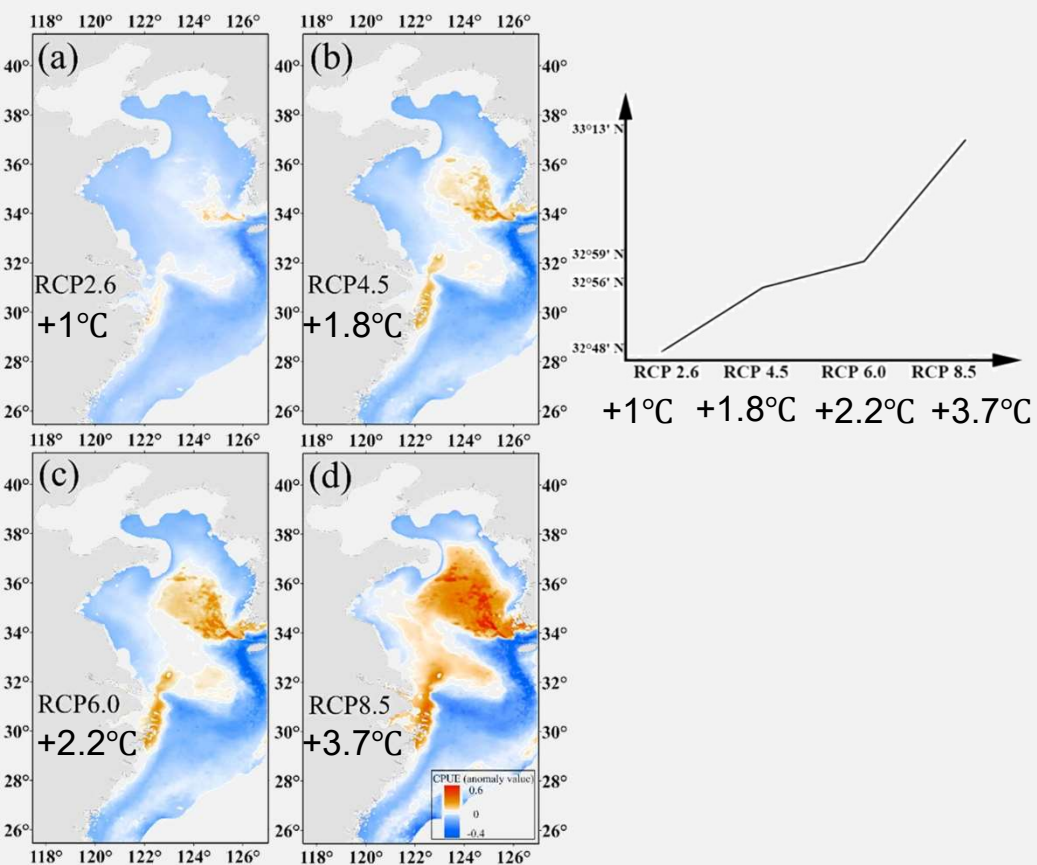 118° 120° 122° 124° 126°
118° 120° 122° 124° 126°
(a)
(b)
40°
38°
36°
34°
32°
30°
28°
26°
40°
38°
36°
34°
32°
30°
28°
26°
40°
38°
36°
34°
32°
30°
28°
26°
RCP2.6
+1℃
RCP4.5
+1.8℃
33°13' N
32°59' N
32°56' N
32°48' N
RCP 2.6 RCP 4.5 RCP 6.0 RCP 8.5
+1℃ +1.8℃ +2.2℃ +3.7℃
118° 120° 122° 124° 126°
118° 120° 122° 124° 126°
(c)
(d)
40°
38°
36°
34°
32°
30°
28°
26°
40°
38°
36°
34°
32°
30°
28°
26°
40°
38°
36°
34°
32°
30°
28°
26°
RCP6.0
+2.2℃
RCP8.5
+3.7℃
CPUE (anomaly value)
0.6
0
-0.4
118° 120° 122° 124° 126°
118° 120° 122° 124° 126°